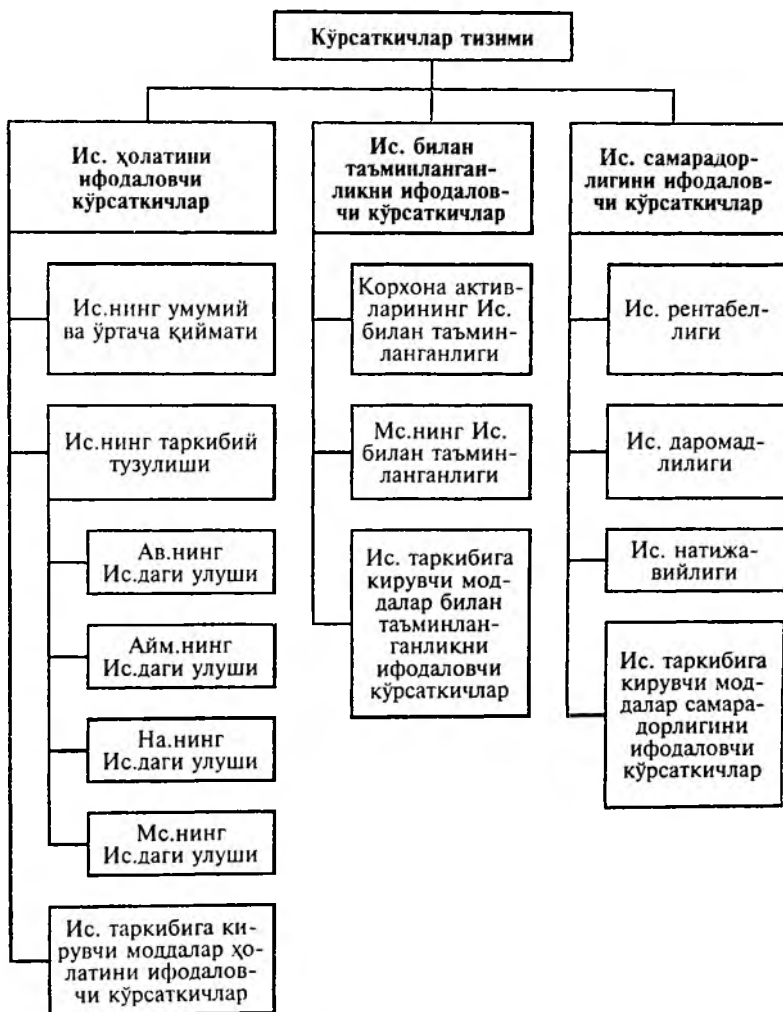 Кўрсаткичлар тизими
Ис. ҳолатини
ифодаловчи
кўрсаткичлар
Ис.нинг умумий
ва ўртача қиймати
Ис.нинг таркибий
тузулиши
Ав.нинг
Ис.даги улуши
Айм.нинг
Ис.даги улуши
На.нинг
Ис.даги улуши
Мс.нинг
Ис.даги улуши
Ис. таркибига ки-
рувчи моддалар ҳо-
латини ифодалов-
чи кўрсаткичлар
Ис. билан
таъминланган-
ликни ифодалов-
чи кўрсаткичлар
Корхона актив-
ларининг Ис.
билан таъмин-
ланганлиги
Мс.нинг Ис.
билан таъмин-
ланганлиги
Ис. таркибига
кирувчи мод-
далар билан
таъминлан-
ганликни
ифодаловчи
кўрсаткичлар
Ис. самарадор-
лигини ифодалов-
чи кўрсаткичлар
Ис. рентабел-
лиги
Ис. даромад-
лилиги
Ис. натижа-
вийлиги
Ис. таркибига
кирувчи мод-
далар самара-
дорлигини
ифодаловчи
кўрсаткичлар